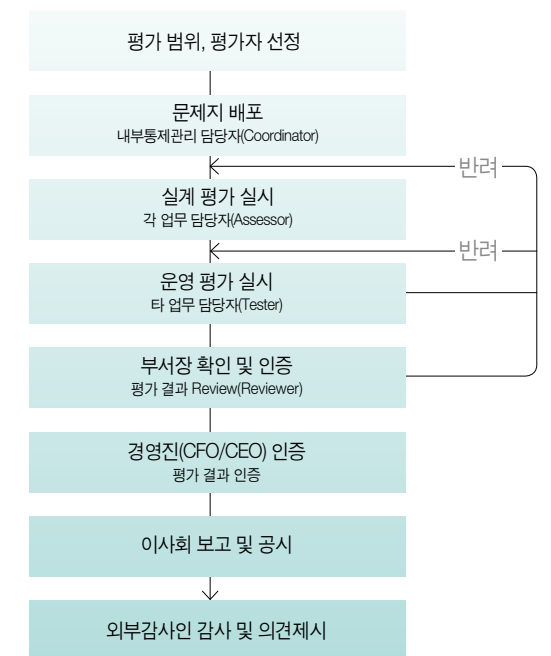 평가 범위, 평가자 선정
문제지 배포
내부통제관리 담당자(Coordinator)
반려
실계 평가 실시
각 업무 담당자(Assessor)
반려
운영 평가 실시
타 업무 담당자(Tester)
부서장 확인 및 인증
평가 결과 Review(Reviewer)
경영진(CFO/CEO) 인증
평가 결과 인증
이사회 보고 및 공시
외부감사인 감사 및 의견제시